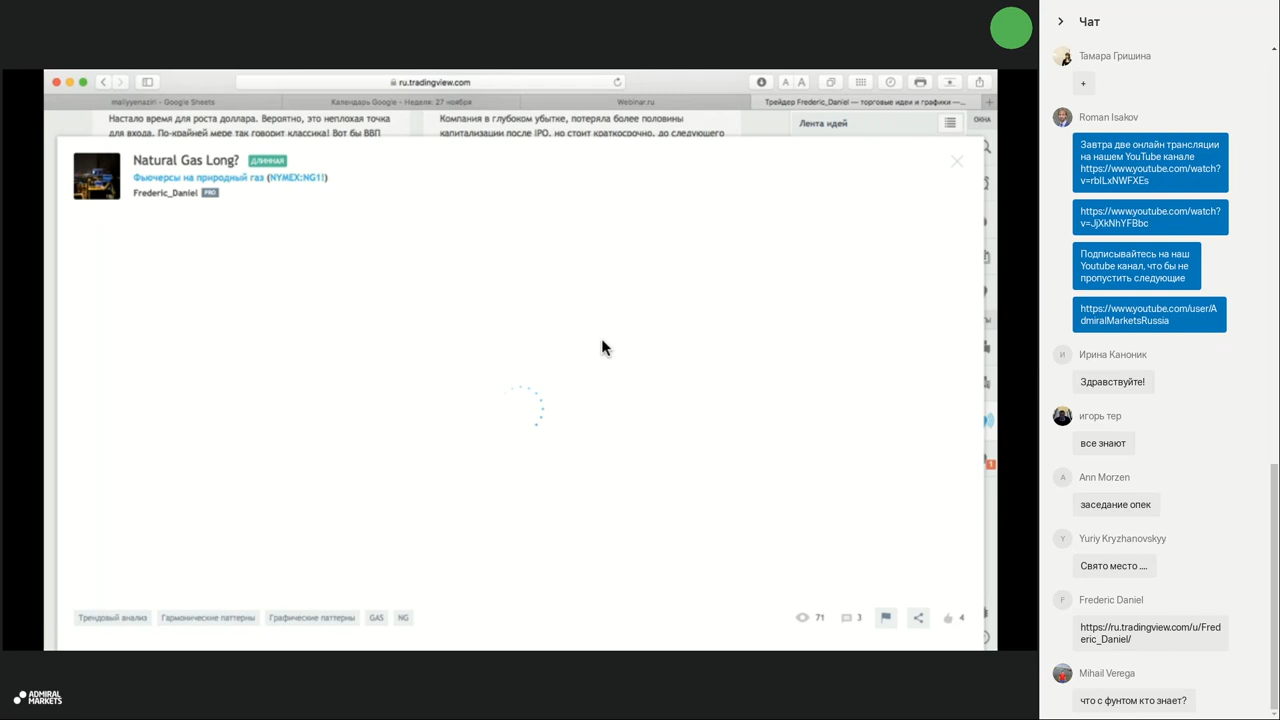 ru.tradingview.com
A A
maliyyenaziri - Google Sheets
Календарь Google - Неделя: 27 ноября
Webinar.ru
Трейдер Frederic_Daniel — торговые идеи и графики —...
Настало время для роста доллара. Вероятно, это неплохая точка
для входа. По-крайней мере так говорит классика! Вот бы ВВП
Компания в глубоком убытке, потеряла более половины
капитализации после IPO, но стоит краткосрочно, до следующего
Лента идей
ОКНА
Natural Gas Long? ДЛИННАЯ
Фьючерсы на природный газ (NYMEX:NG1!)
Frederic_Daniel PRO
1
Трендовый анализ
Гармонические паттерны
Графические паттерны
GAS
NG
71
3
4
ADMIRAL
MARKETS
Чат
Тамара Гришина
+
Roman Isakov
Завтра две онлайн трансляции
на нашем YouTube канале
https://www.youtube.com/watch?
v=rblLxNWFXEs
https://www.youtube.com/watch?
v=JjXkNhYFBbc
Подписывайтесь на наш
Youtube канал, что бы не
пропустить следующие
https://www.youtube.com/user/A
dmiralMarketsRussia
И
Ирина Каноник
Здравствуйте!
игорь тер
все знают
A
Ann Morzen
заседание опек
Y
Yuriy Kryzhanovskyy
Свято место ....
F
Frederic Daniel
https://ru.tradingview.com/u/Fred
eric_Daniel/
Mihail Verega
что с фунтом кто знает?